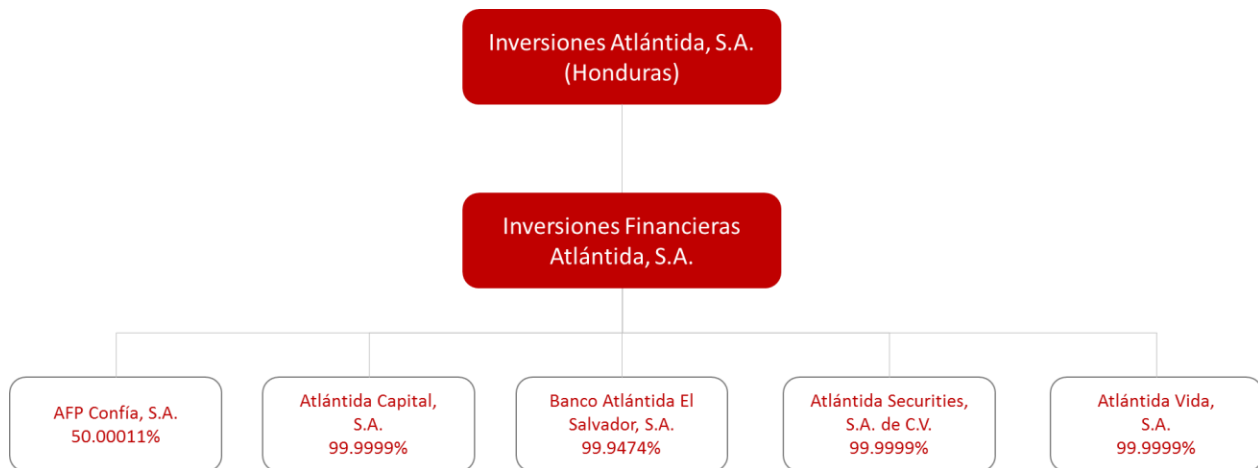 Inversiones Atlántida, S.A.
(Honduras)
Inversiones Financieras
Atlántida, S.A.
AFP Confía, S.A.
50.00011%
Atlántida Capital,
S.A.
99.9999%
Banco Atlántida El
Salvador, S.A.
99.9474%
Atlántida Securities,
S.A. de C.V.
99.9999%
Atlántida Vida,
S.A.
99.9999%